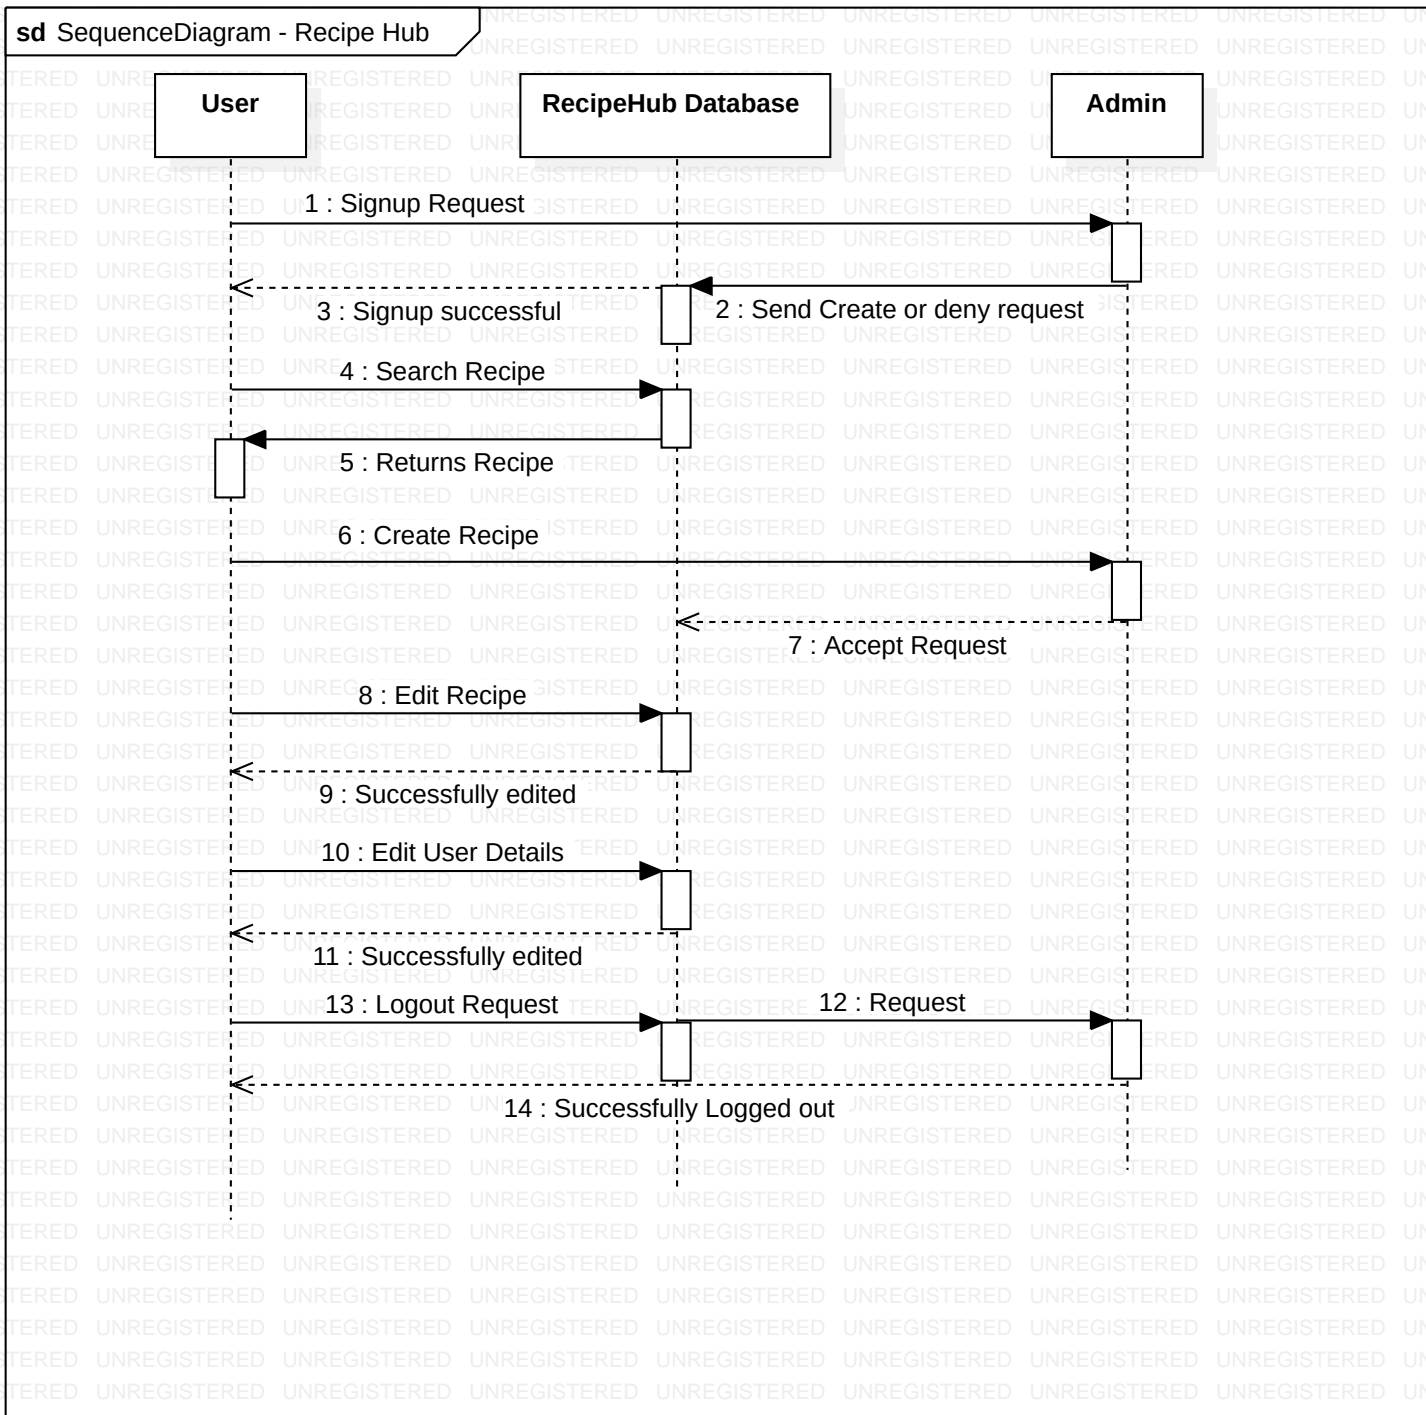 sd SequenceDiagram - Recipe Hub
User
RecipeHub Database
Admin
1 : Signup Request
2 : Send Create or deny request
3 : Signup successful
4 : Search Recipe
5 : Returns Recipe
6 : Create Recipe
7 : Accept Request
8 : Edit Recipe
9 : Successfully edited
10 : Edit User Details
11 : Successfully edited
13 : Logout Request
12 : Request
14 : Successfully Logged out
UNREGISTERED